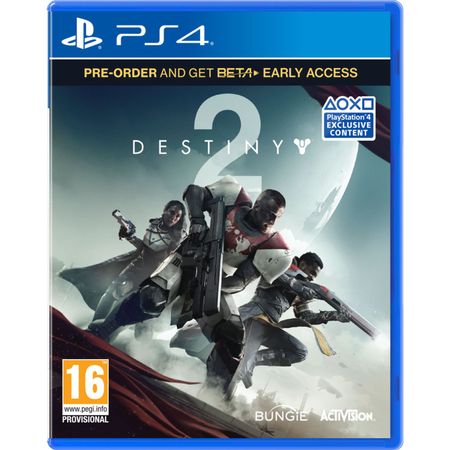 PS4
PRE-ORDER AND GET BETA EARLY ACCESS
PlayStation®4
EXCLUSIVE
CONTENT
2
DESTINY
16
www.pegi.info
PROVISIONAL
BUNGIE ACTIVISION.